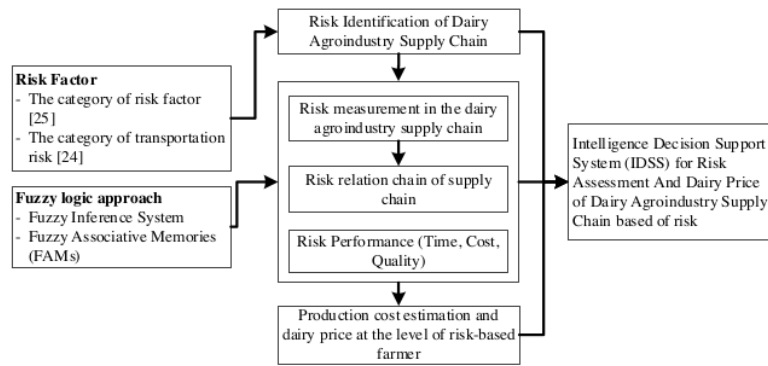 Risk Identification of Dairy
Agroindustry Supply Chain
Risk Factor
- The category of risk factor
[25]
- The category of transportation
risk [24]
Fuzzy logic approach
- Fuzzy Inference System
- Fuzzy Associative Memories
(FAMs)
Risk measurement in the dairy
agroindustry supply chain
Risk relation chain of supply
chain
Risk Performance (Time, Cost,
Quality)
Production cost estimation and
dairy price at the level of risk-based
farmer
Intelligence Decision Support
System (IDSS) for Risk
Assessment And Dairy Price
of Dairy Agroindustry Supply
Chain based of risk